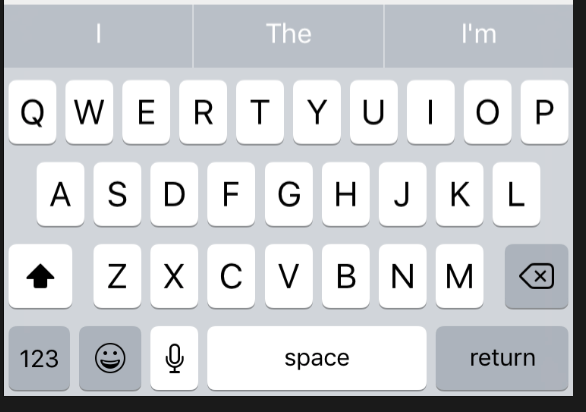 I The I'm
Q W E R T Y U I O P
A S D F G H J K L
Z X C V B N M
123 space return